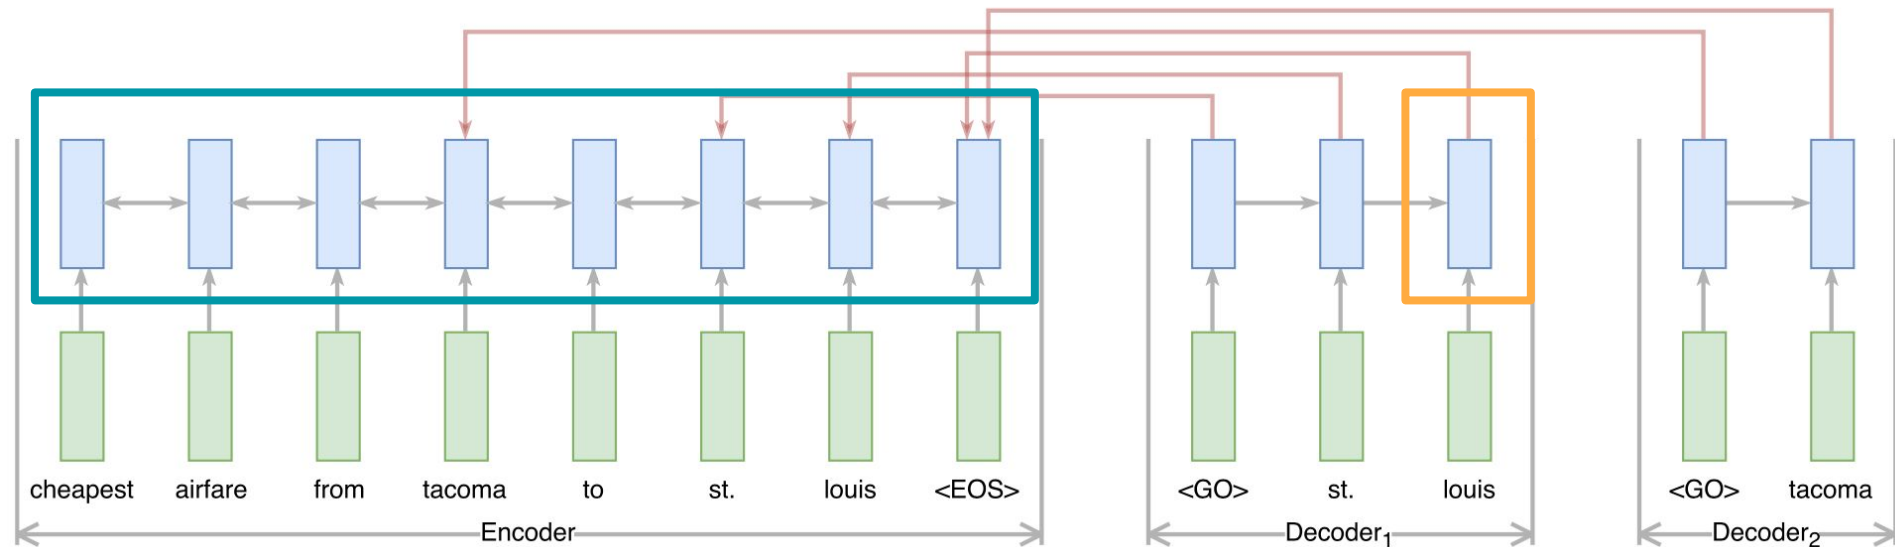 cheapest airfare from tacoma to st. louis <EOS> <GO> st. louis <GO> tacoma
Encoder Decoder1 Decoder2